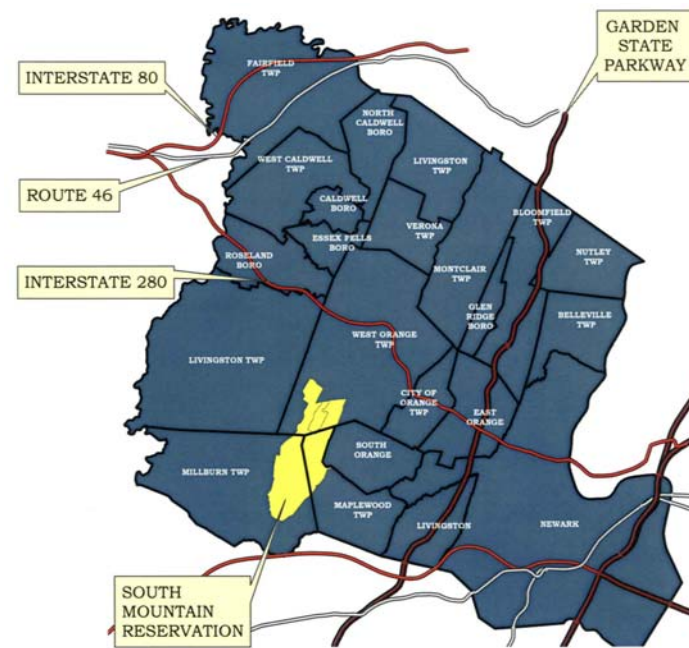 GARDEN
STATE
PARKWAY
INTERSTATE 80
FAIRFIELD
TWP
NORTH
CALDWELL
BORO
WEST CALDWELL
TWP
LIVINGSTON
TWP
ROUTE 46
CALDWELL
BORO
BLOOMFIELD
TWP
VERONA
TWP
ESSEX FELLS
BORO
NUTLEY
TWP
ROSELAND
BORO
MONTCLAIR
TWP
INTERSTATE 280
GLEN
RIDGE
BORO
BELLEVILLE
TWP
WEST ORANGE
TWP
LIVINGSTON TWP
CITY OF
ORANGE
TWP
EAST
ORANGE
SOUTH
ORANGE
MILLBURN TWP
MAPLEWOOD
TWP
LIVINGSTON
NEWARK
SOUTH
MOUNTAIN
RESERVATION